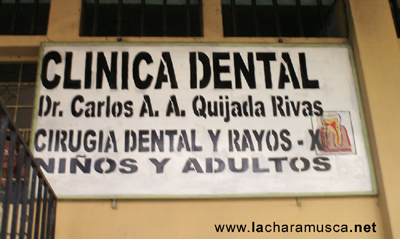 CLINICA DENTAL
Dr. Carlos A. A. Quijada Rivas
CIRUGIA DENTAL Y RAYOS - X
NIÑOS Y ADULTOS
www.lacharamusca.net